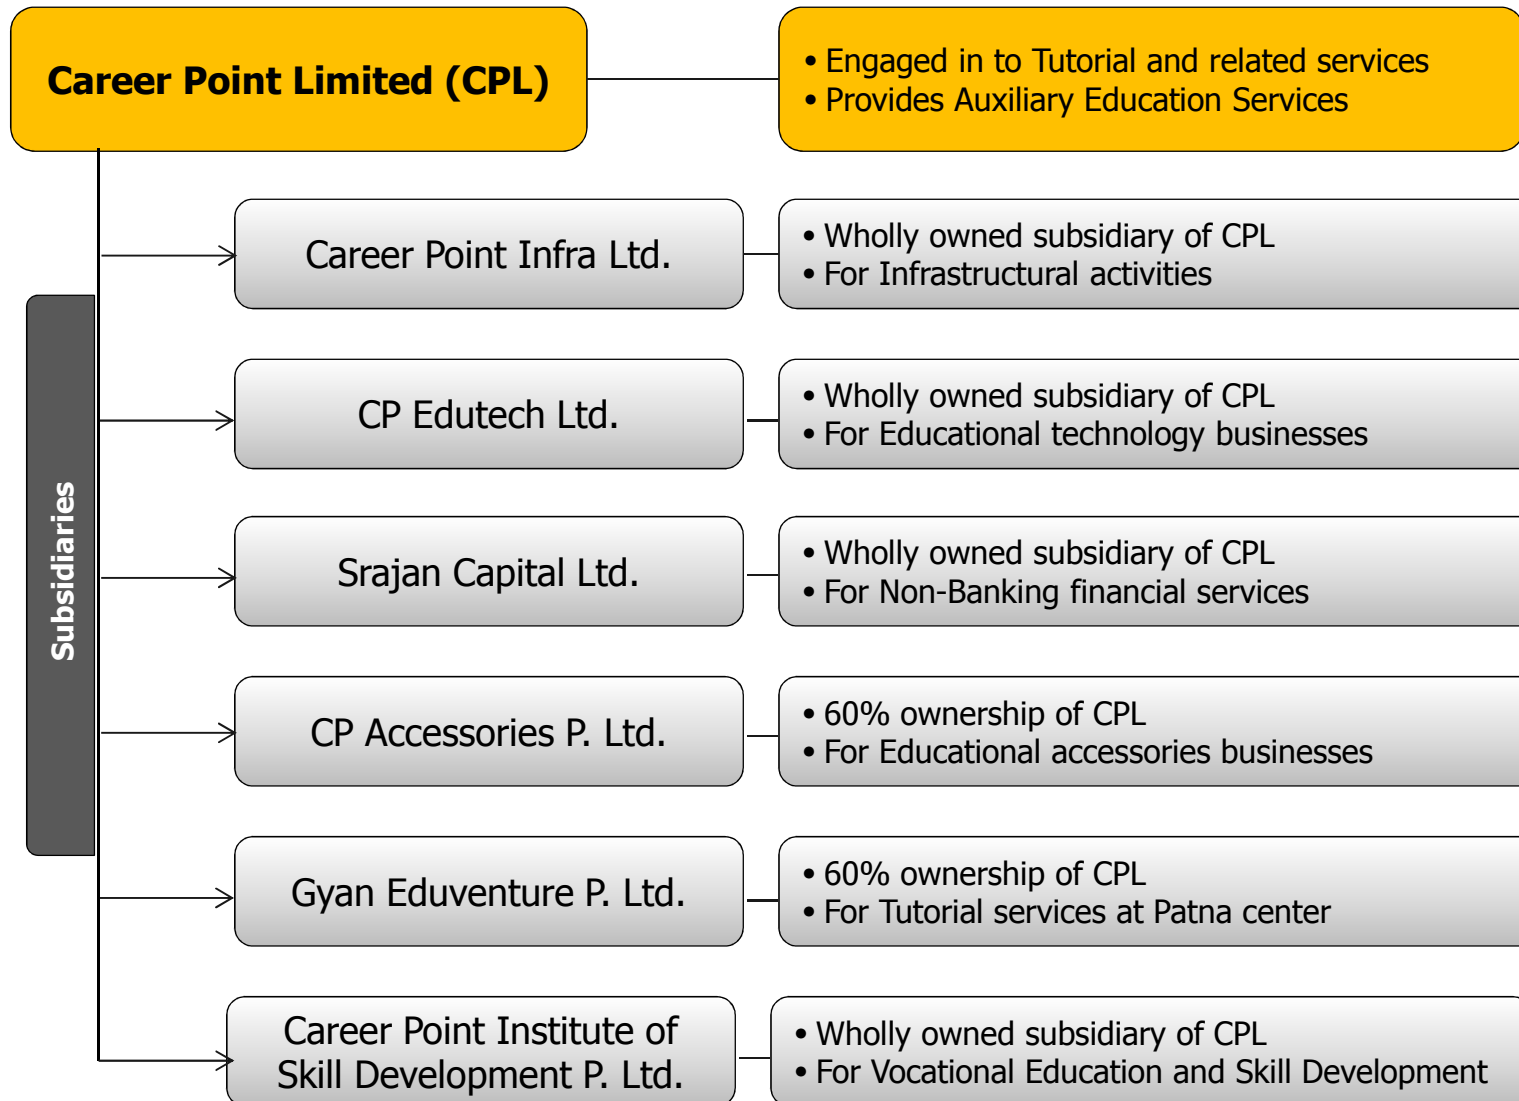 Career Point Limited (CPL)
• Engaged in to Tutorial and related services
• Provides Auxiliary Education Services
Subsidiaries
Career Point Infra Ltd.
• Wholly owned subsidiary of CPL
• For Infrastructural activities
CP Edutech Ltd.
• Wholly owned subsidiary of CPL
• For Educational technology businesses
Srajan Capital Ltd.
• Wholly owned subsidiary of CPL
• For Non-Banking financial services
CP Accessories P. Ltd.
• 60% ownership of CPL
• For Educational accessories businesses
Gyan Eduventure P. Ltd.
• 60% ownership of CPL
• For Tutorial services at Patna center
Career Point Institute of
Skill Development P. Ltd.
• Wholly owned subsidiary of CPL
• For Vocational Education and Skill Development